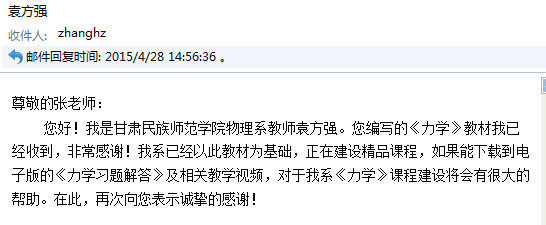 袁方强
收件人： zhanghz
邮件回复时间: 2015/4/28 14:56:36 。
尊敬的张老师：
您好！我是甘肃民族师范学院物理系教师袁方强。您编写的《力学》教材我已
经收到，非常感谢！我系已经以此教材为基础，正在建设精品课程，如果能下载到电
子版的《力学习题解答》及相关教学视频，对于我系《力学》课程建设将会有很大的
帮助。在此，再次向您表示诚挚的感谢！